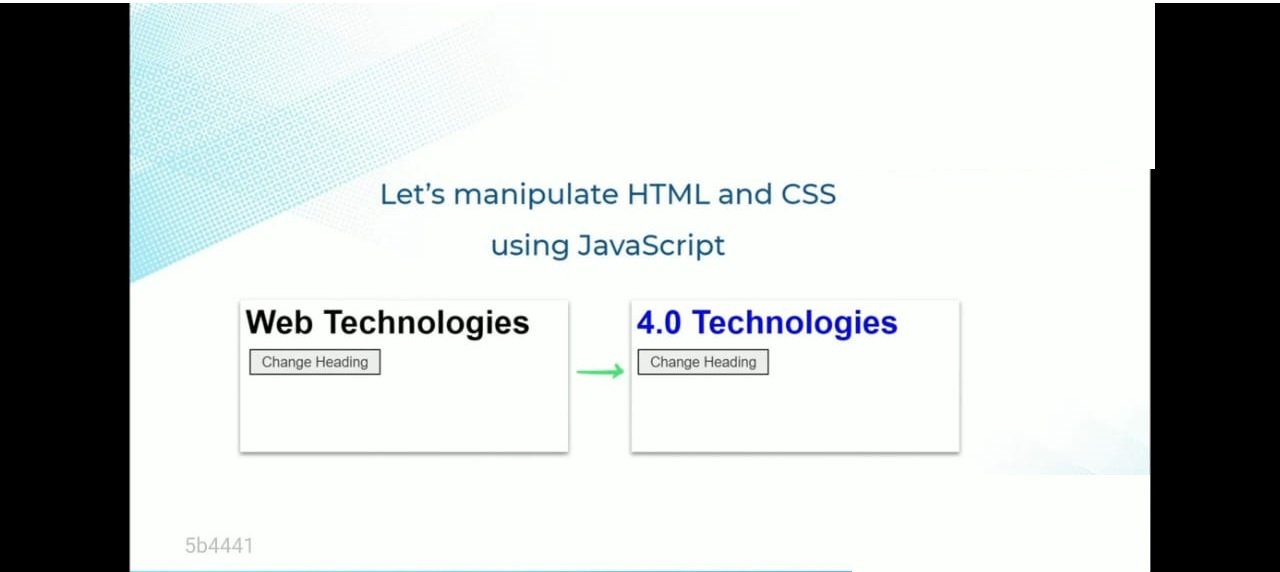 Let's manipulate HTML and CSS
using JavaScript
Web Technologies
Change Heading
4.0 Technologies
Change Heading
5b4441